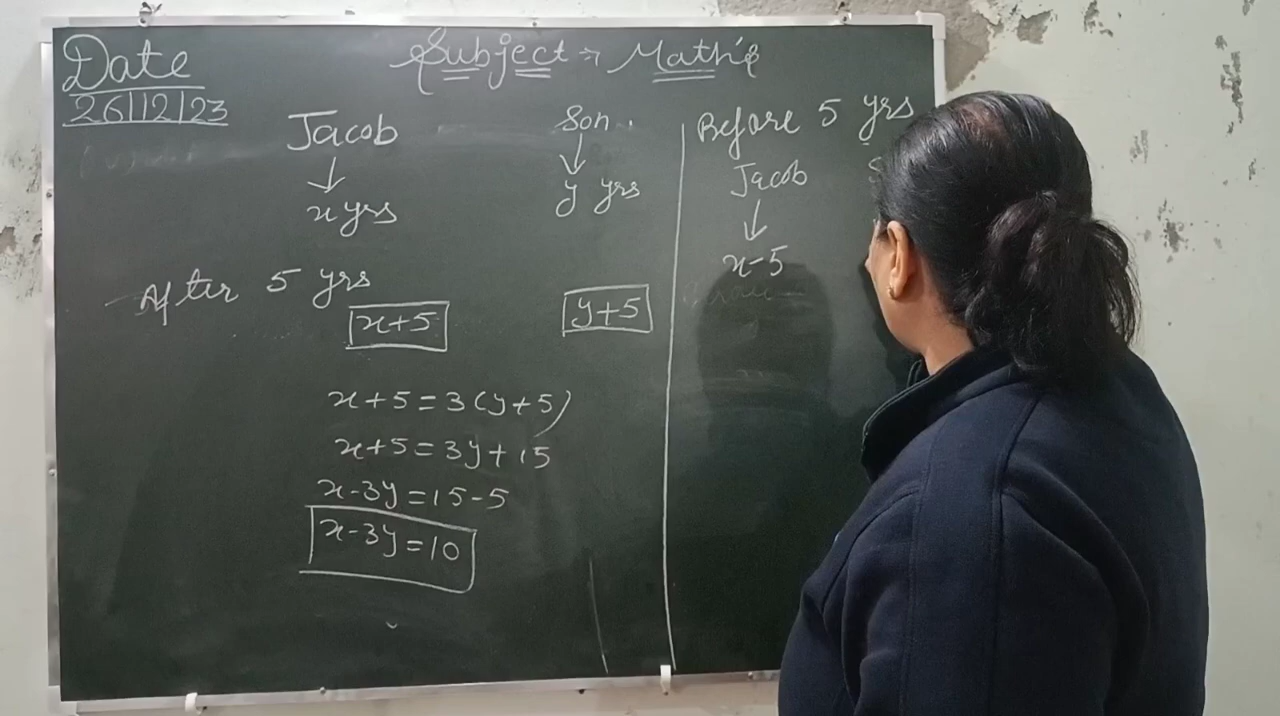 Date
26/12/23
Subject :- Maths
Jacob
↓
x yrs
Son.
↓
y yrs
After 5 yrs
x+5
y+5
x+5=3(y+5)
x+5=3y+15
x-3y=15-5
x-3y=10
Before 5 yrs
Jacob
↓
x-5